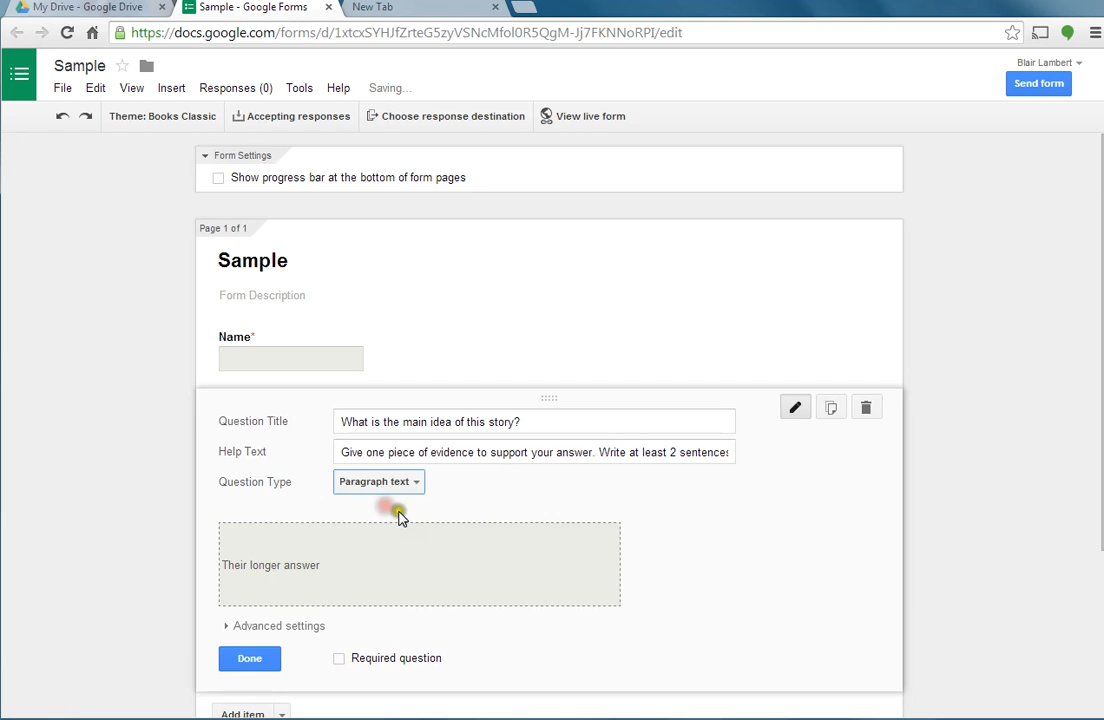 My Drive - Google Drive
Sample - Google Forms
New Tab
https://docs.google.com/forms/d/1xtcxSYHJfZrteG5zyVSNcMfol0R5QgM-Jj7FKNNoRPI/edit
Sample
Blair Lambert
File Edit View Insert Responses (0) Tools Help Saving...
Send form
Theme: Books Classic Accepting responses Choose response destination View live form
Form Settings
Show progress bar at the bottom of form pages
Page 1 of 1
Sample
Form Description
Name*
Question Title What is the main idea of this story?
Help Text Give one piece of evidence to support your answer. Write at least 2 sentences
Question Type Paragraph text
Their longer answer
Advanced settings
Done Required question
Add item